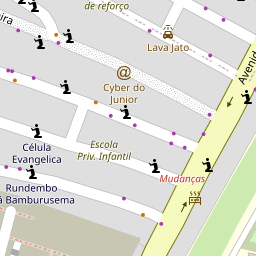 de reforço
Lava Jato
Avenid
@
Cyber do
Junior
Célula
Evangelica
Escola
Priv. Infantil
Mudanças
Rundembo
Bamburusema